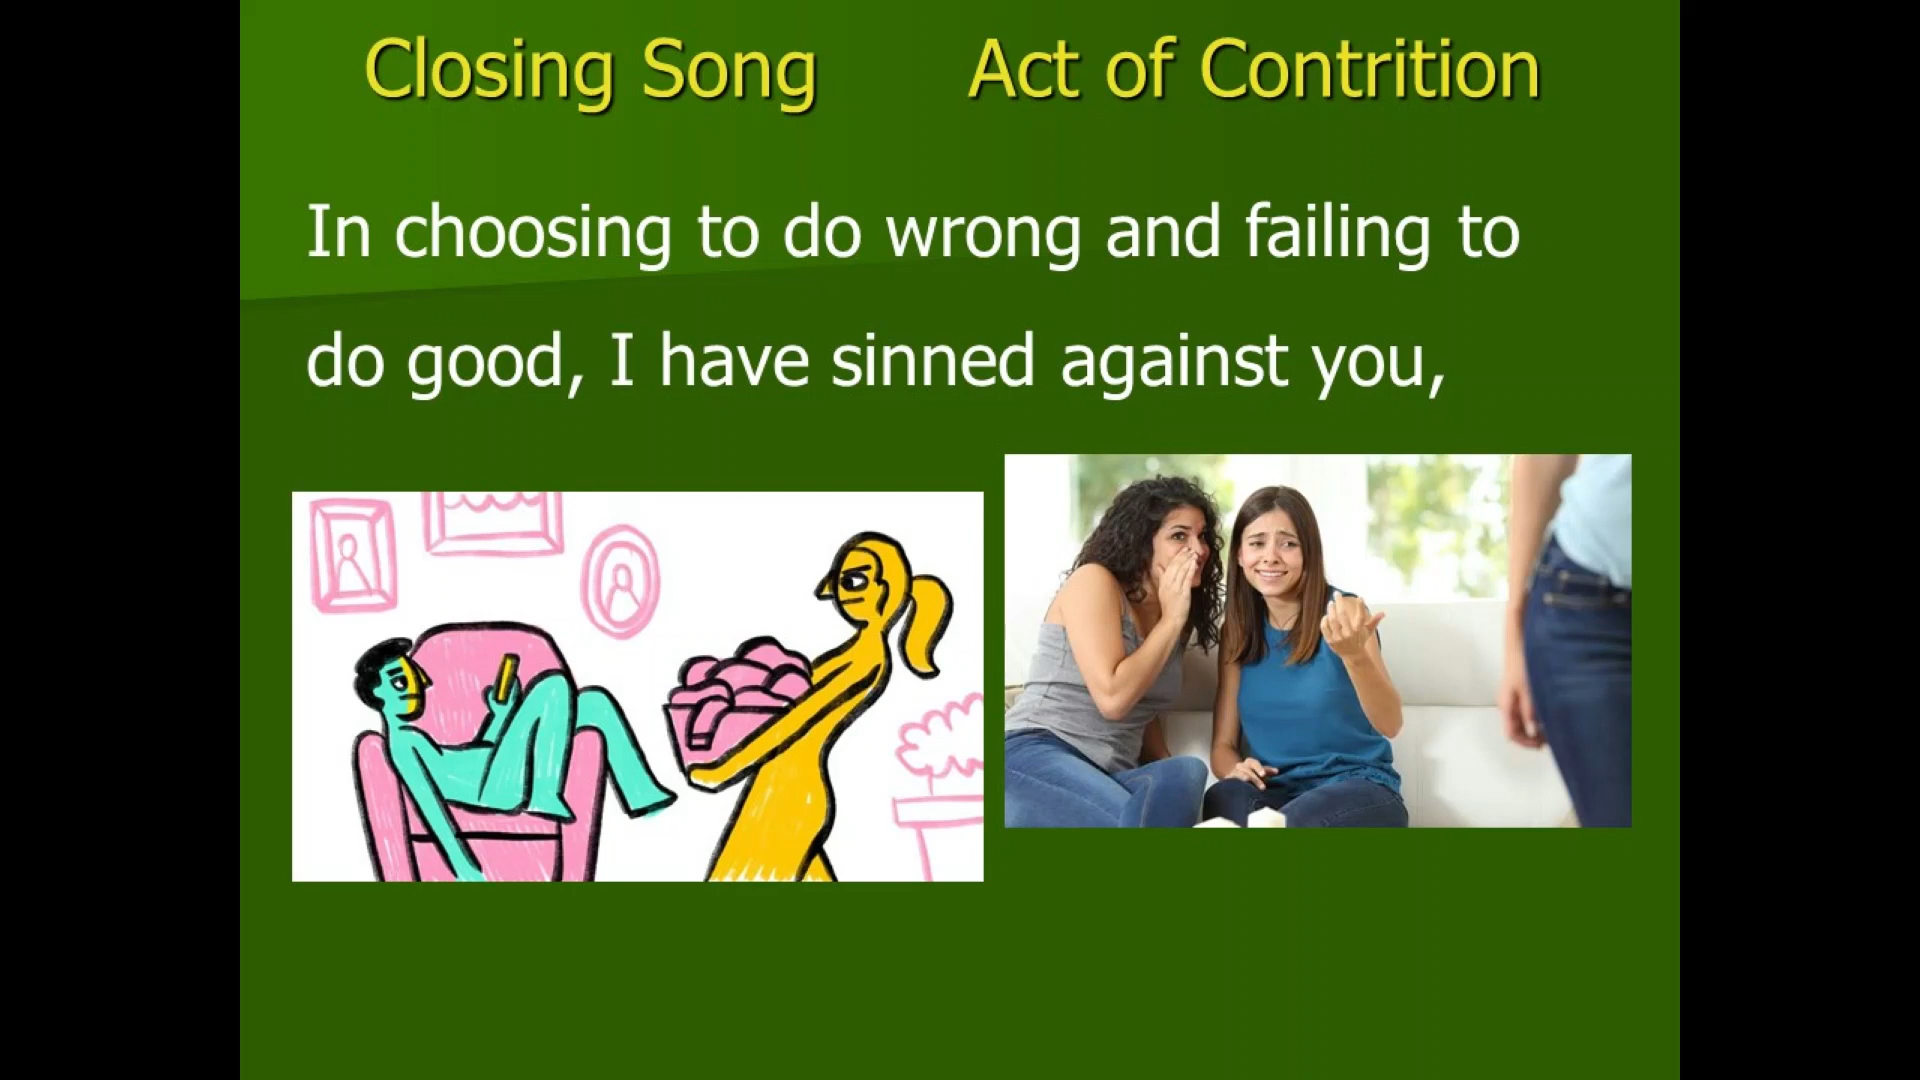 Closing Song Act of Contrition
In choosing to do wrong and failing to
do good, I have sinned against you,